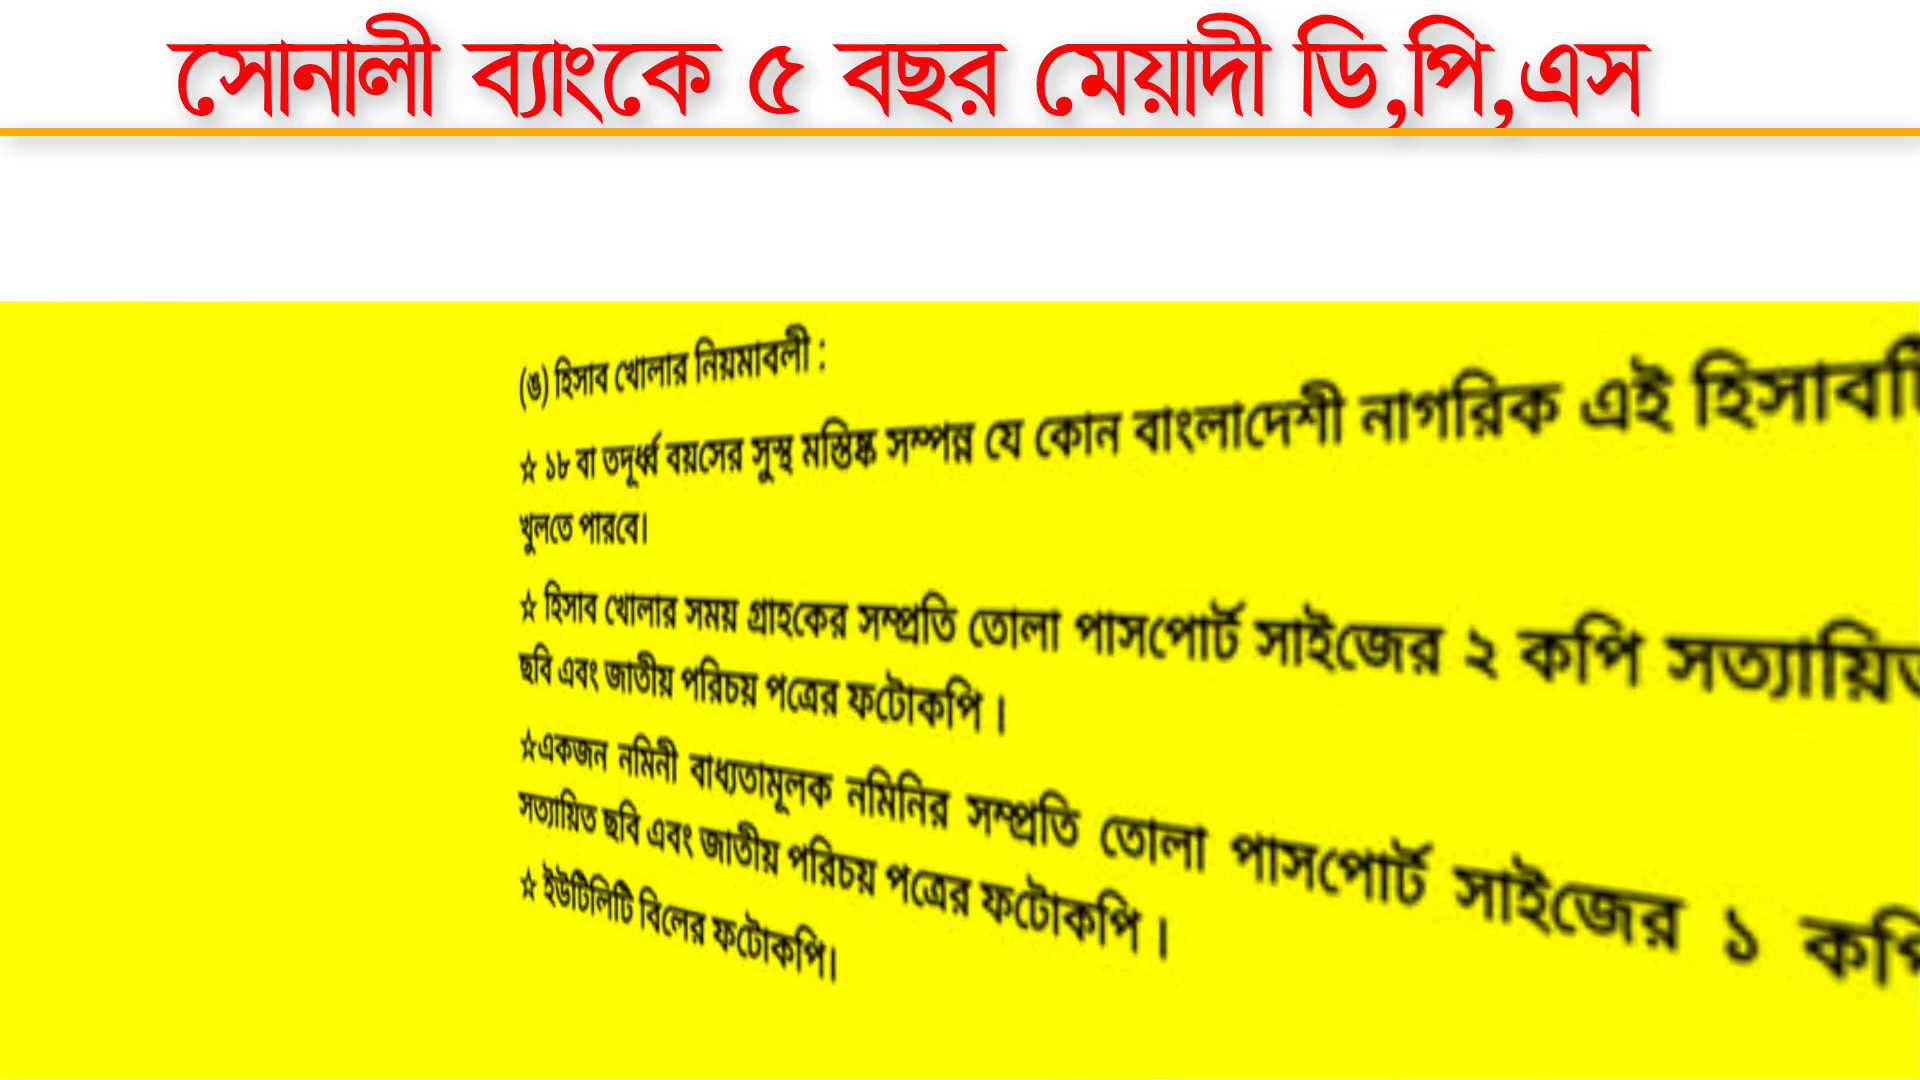 সোনালী ব্যাংকে ৫ বছর মেয়াদী ডি,পি,এস
(ঙ) হিসাব খোলার নিয়মাবলী :
☆ ১৮ বা তদূর্ধ্ব বয়সের সুস্থ মস্তিষ্ক সম্পন্ন যে কোন বাংলাদেশী নাগরিক এই
খুলতে পারবে।
☆ হিসাব খোলার সময় গ্রাহকের সম্প্রতি তোলা পাসপোর্ট সাইজের ২ কপি
ছবি এবং জাতীয় পরিচয় পত্রের ফটোকপি ।
☆একজন নমিনী বাধ্যতামূলক নমিনির সম্প্রতি তোলা পাসপোর্ট সাইজের ১
সত্যায়িত ছবি এবং জাতীয় পরিচয় পত্রের ফটোকপি ।
☆ ইউটিলিটি বিলের ফটোকপি।